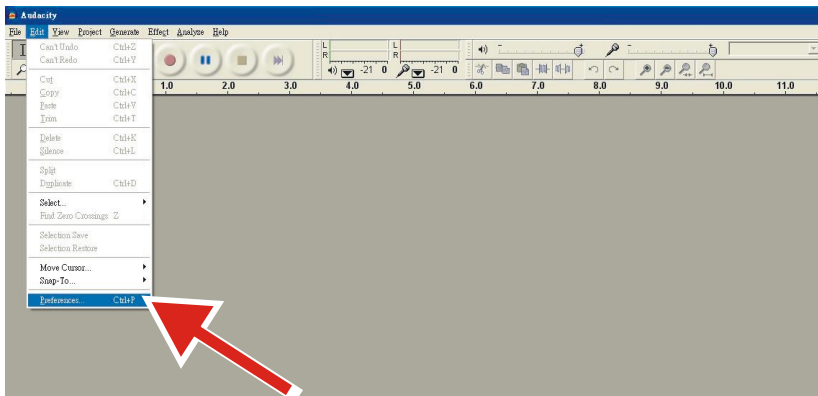 Audacity
File Edit View Project Generate Effect Analyze Help
Can't Undo Ctrl+Z
Can't Redo Ctrl+Y
Cut Ctrl+X
Copy Ctrl+C
Paste Ctrl+V
Trim Ctrl+T
Delete Ctrl+K
Silence Ctrl+L
Split
Duplicate Ctrl+D
Select...
Find Zero Crossings Z
Selection Save
Selection Restore
Move Cursor...
Snap-To...
Preferences... Ctrl+P
L
R
-21 0
L
R
-21 0
1.0 2.0 3.0 4.0 5.0 6.0 7.0 8.0 9.0 10.0 11.0